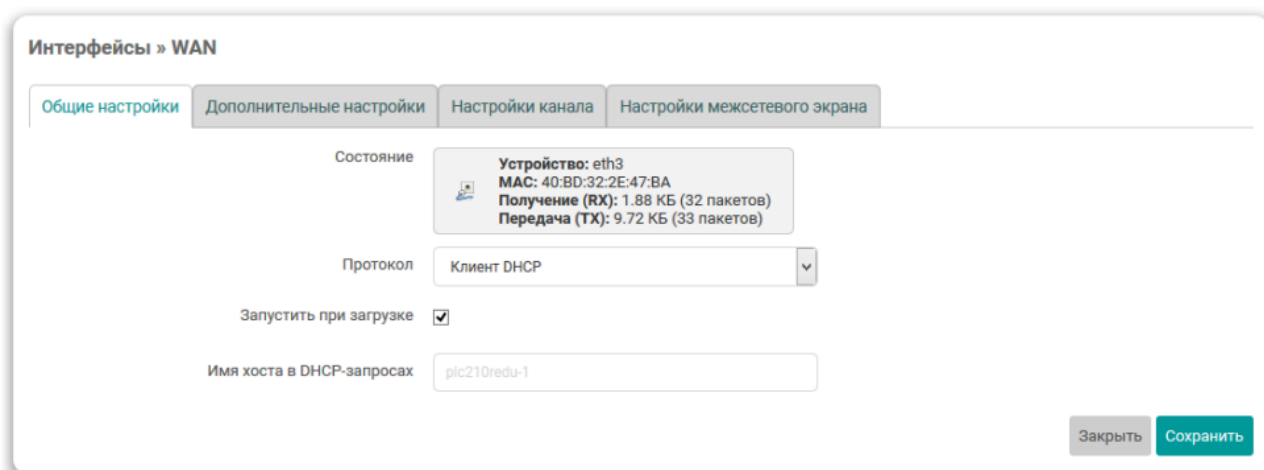 Интерфейсы » WAN
Общие настройки Дополнительные настройки Настройки канала Настройки межсетевого экрана
Состояние
Устройство: eth3
MAC: 40:BD:32:2E:47:BA
Получение (RX): 1.88 КБ (32 пакетов)
Передача (TX): 9.72 КБ (33 пакетов)
Протокол Клиент DHCP
Запустить при загрузке
Имя хоста в DHCP-запросах plc210redu-1
Закрыть Сохранить